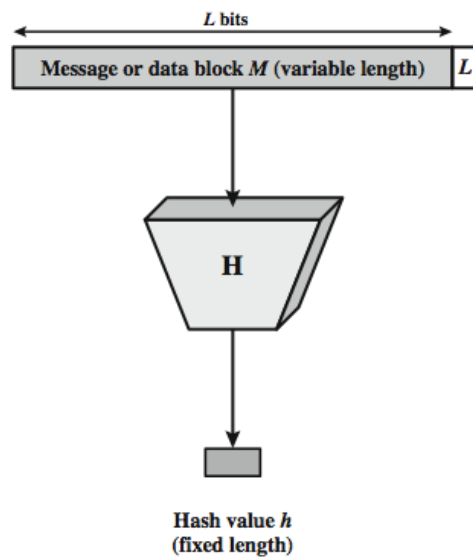 L bits
Message or data block M (variable length) L
H
Hash value h
(fixed length)